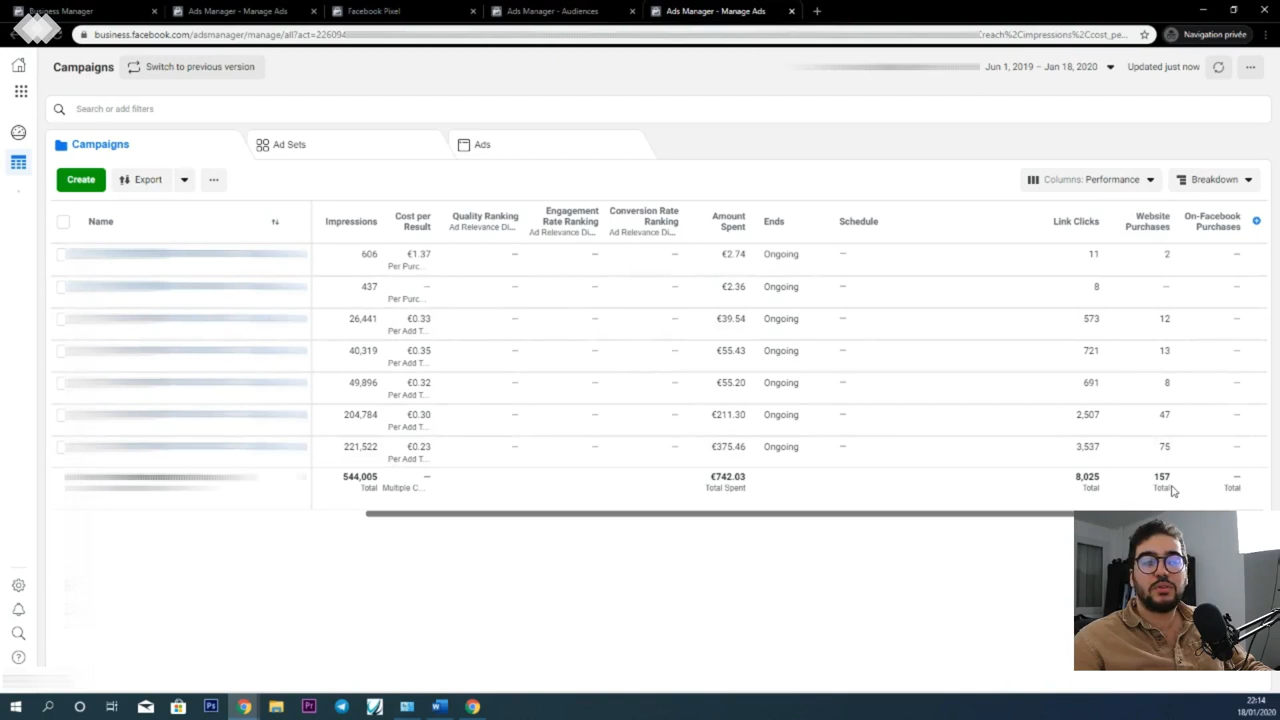 Business Manager
Ads Manager - Manage Ads
Facebook Pixel
Ads Manager - Audiences
Ads Manager - Manage Ads
business.facebook.com/adsmanager/manage/all?act=226094
reach%2Cimpressions%2Ccost_pe...
Navigation privée
Campaigns
Switch to previous version
Jun 1, 2019 – Jan 18, 2020
Updated just now
Search or add filters
Campaigns
Ad Sets
Ads
Create
Export
Columns: Performance
Breakdown
Name
Impressions
Cost per Result
Quality Ranking
Ad Relevance Di...
Engagement Rate Ranking
Ad Relevance Di...
Conversion Rate Ranking
Ad Relevance Di...
Amount Spent
Ends
Schedule
Link Clicks
Website Purchases
On-Facebook Purchases
606 €1.37 — — — €2.74 Ongoing — 11 2 —
Per Purc...
437 — — — — €2.36 Ongoing — 8 — —
Per Purc...
26,441 €0.33 — — — €39.54 Ongoing — 573 12 —
Per Add T...
40,319 €0.35 — — — €55.43 Ongoing — 721 13 —
Per Add T...
49,896 €0.32 — — — €55.20 Ongoing — 691 8 —
Per Add T...
204,784 €0.30 — — — €211.30 Ongoing — 2,507 47 —
Per Add T...
221,522 €0.23 — — — €375.46 Ongoing — 3,537 75 —
Per Add T...
544,005 — €742.03 8,025 157 —
Total Multiple C... Total Spent Total Total Total
22:14
18/01/2020